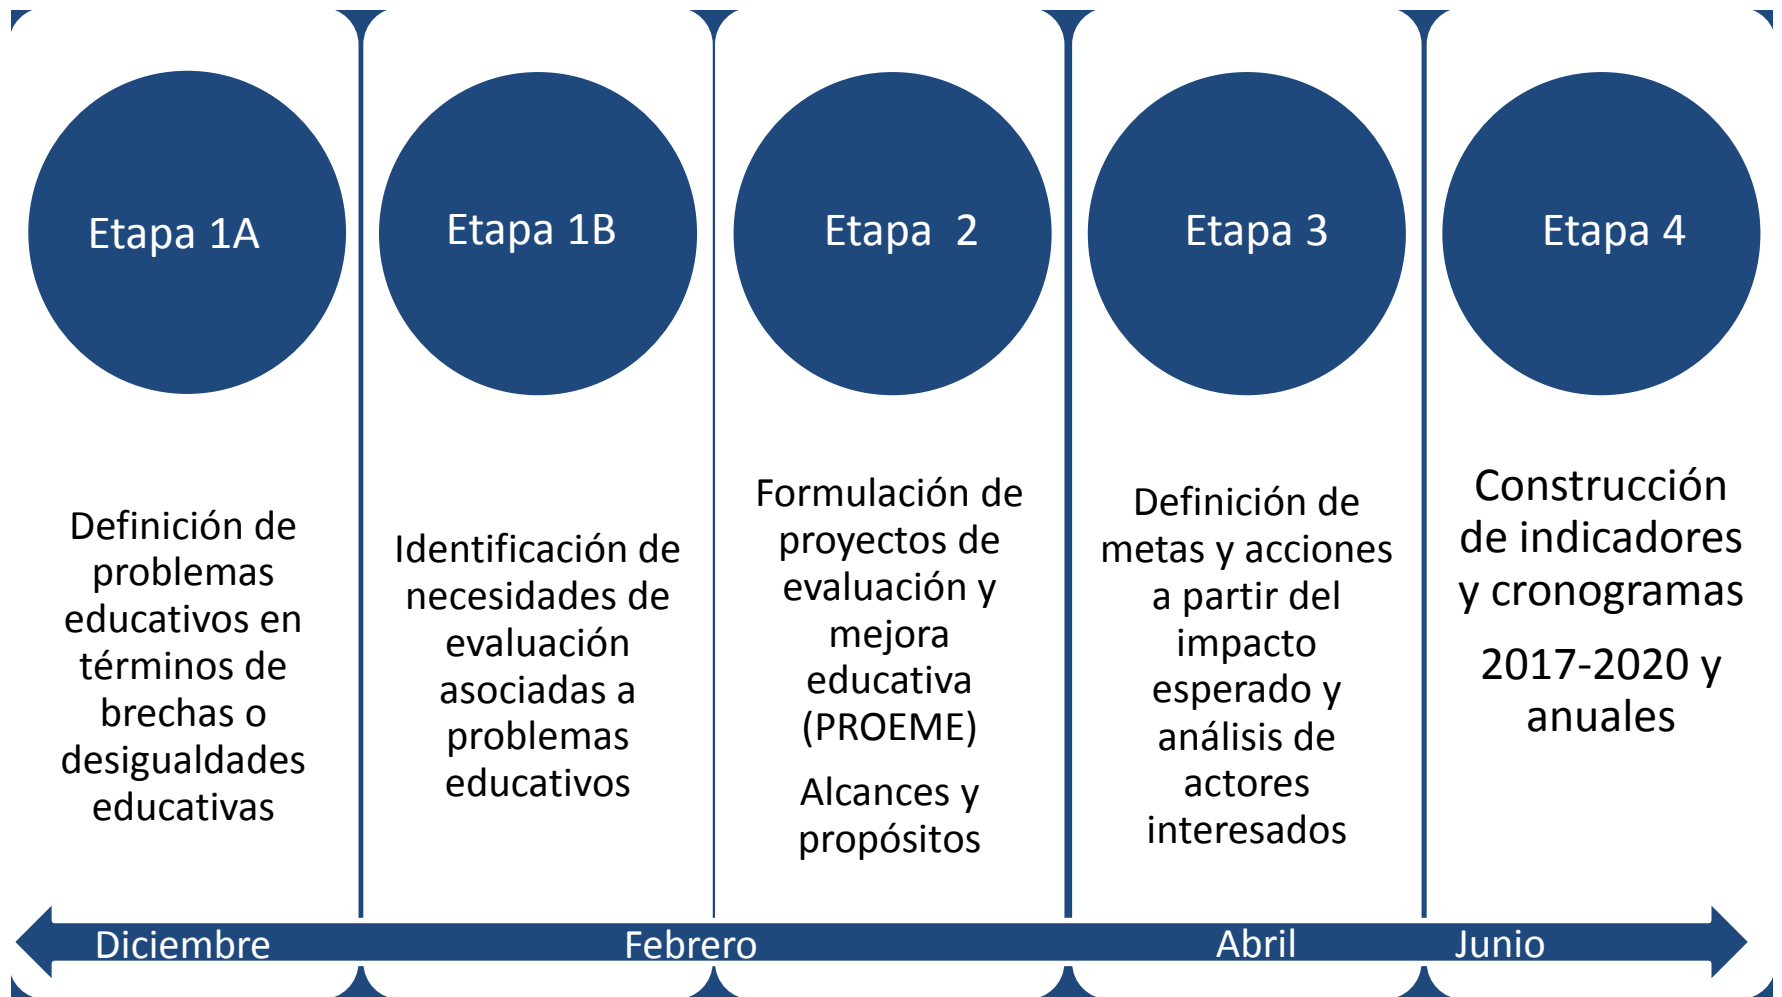 Etapa 1A
Definición de
problemas
educativos en
términos de
brechas o
desigualdades
educativas
Etapa 1B
Identificación de
necesidades de
evaluación
asociadas a
problemas
educativos
Etapa  2
Formulación de
proyectos de
evaluación y
mejora
educativa
(PROEME)
Alcances y
propósitos
Etapa 3
Definición de
metas y acciones
a partir del
impacto
esperado y
análisis de
actores
interesados
Etapa 4
Construcción
de indicadores
y cronogramas
2017-2020 y
anuales
Diciembre
Febrero
Abril
Junio